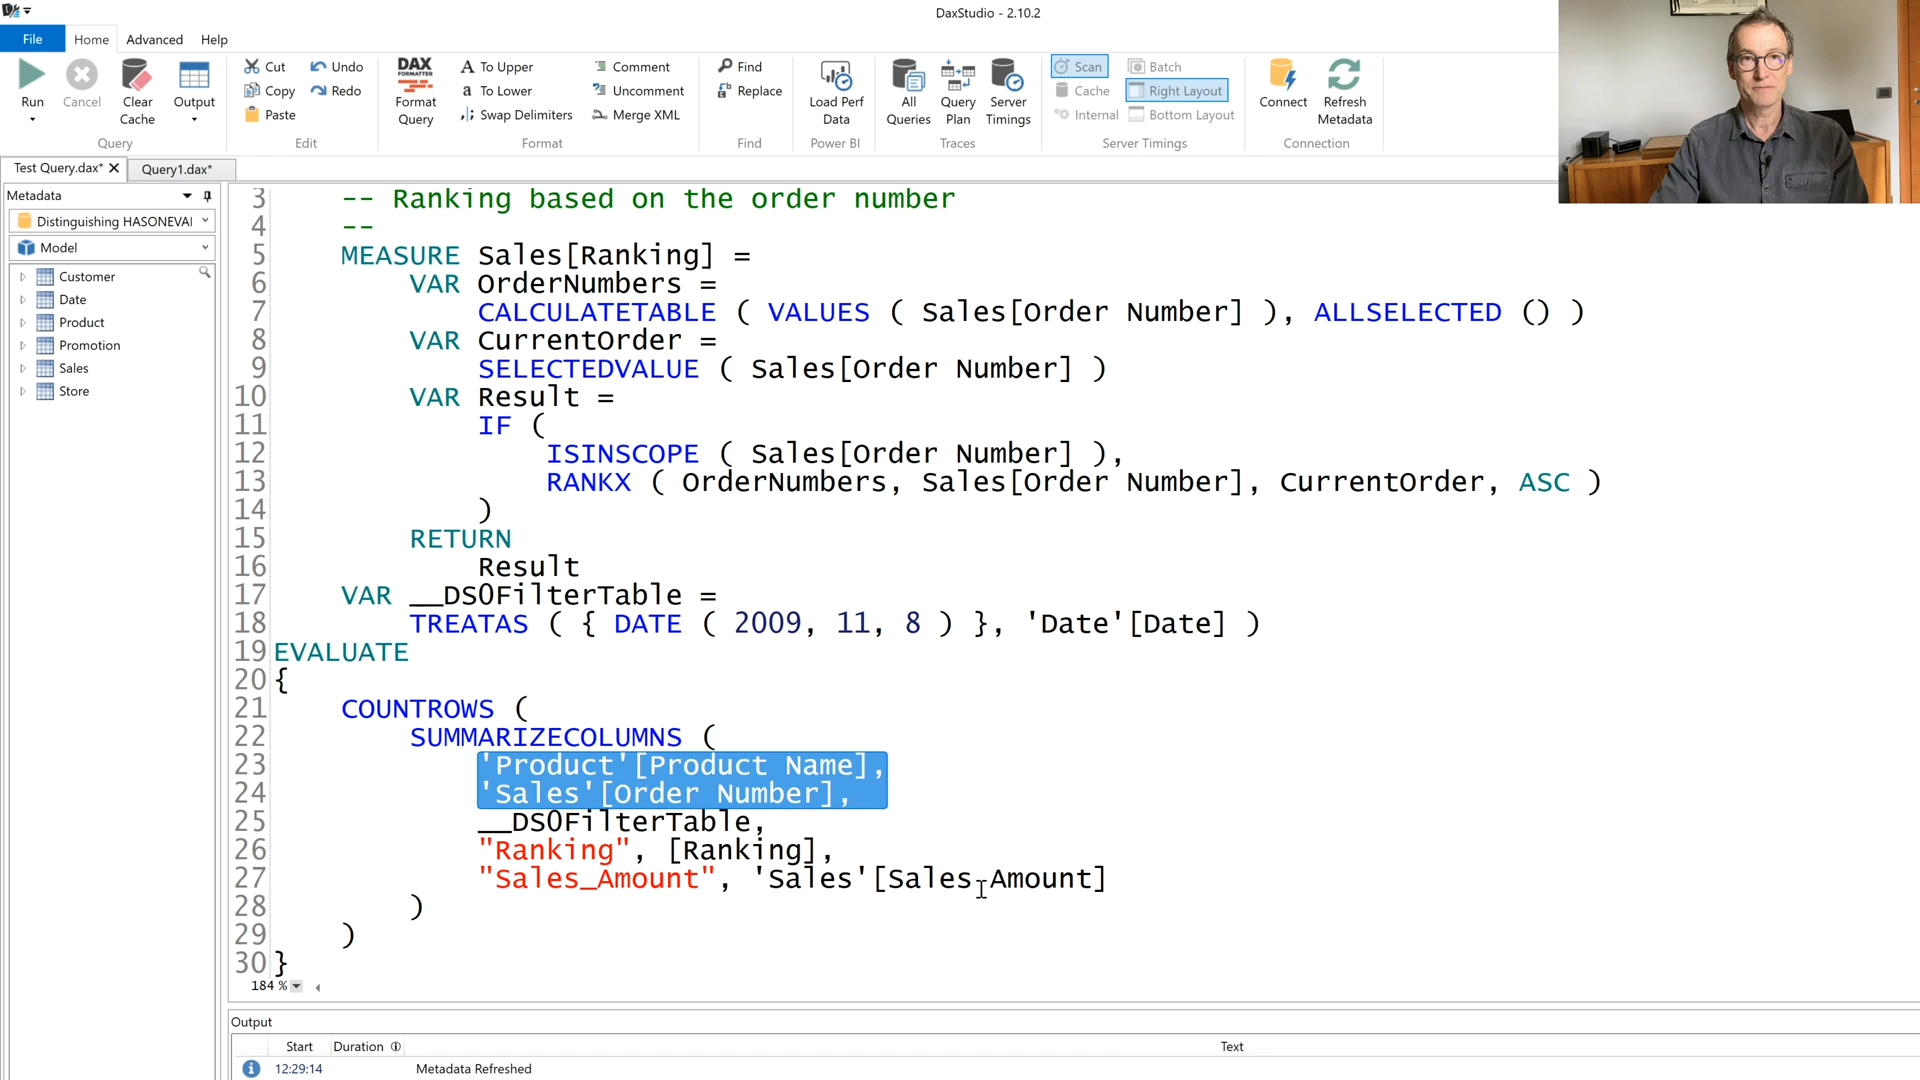 DaxStudio - 2.10.2
File Home Advanced Help
Run
Cancel
Clear Cache
Output
Cut
Copy
Paste
Undo
Redo
DAX FORMATTER
Format Query
To Upper
To Lower
Swap Delimiters
Comment
Uncomment
Merge XML
Find
Replace
Load Perf Data
All Queries
Query Plan
Server Timings
Scan
Cache
Internal
Batch
Right Layout
Bottom Layout
Connect
Refresh Metadata
Query Edit Format Find Power BI Traces Server Timings Connection
Test Query.dax* Query1.dax*
Metadata
Distinguishing HASONEVAI
Model
Customer
Date
Product
Promotion
Sales
Store
3 -- Ranking based on the order number
4 --
5 MEASURE Sales[Ranking] =
6 VAR OrderNumbers =
7 CALCULATETABLE ( VALUES ( Sales[Order Number] ), ALLSELECTED () )
8 VAR CurrentOrder =
9 SELECTEDVALUE ( Sales[Order Number] )
10 VAR Result =
11 IF (
12 ISINSCOPE ( Sales[Order Number] ),
13 RANKX ( OrderNumbers, Sales[Order Number], CurrentOrder, ASC )
14 )
15 RETURN
16 Result
17 VAR __DS0FilterTable =
18 TREATAS ( { DATE ( 2009, 11, 8 ) }, 'Date'[Date] )
19 EVALUATE
20 {
21 COUNTROWS (
22 SUMMARIZECOLUMNS (
23 'Product'[Product Name],
24 'Sales'[Order Number],
25 __DS0FilterTable,
26 "Ranking", [Ranking],
27 "Sales_Amount", 'Sales'[Sales Amount]
28 )
29 )
30 }
184 %
Output
Start Duration Text
12:29:14 Metadata Refreshed